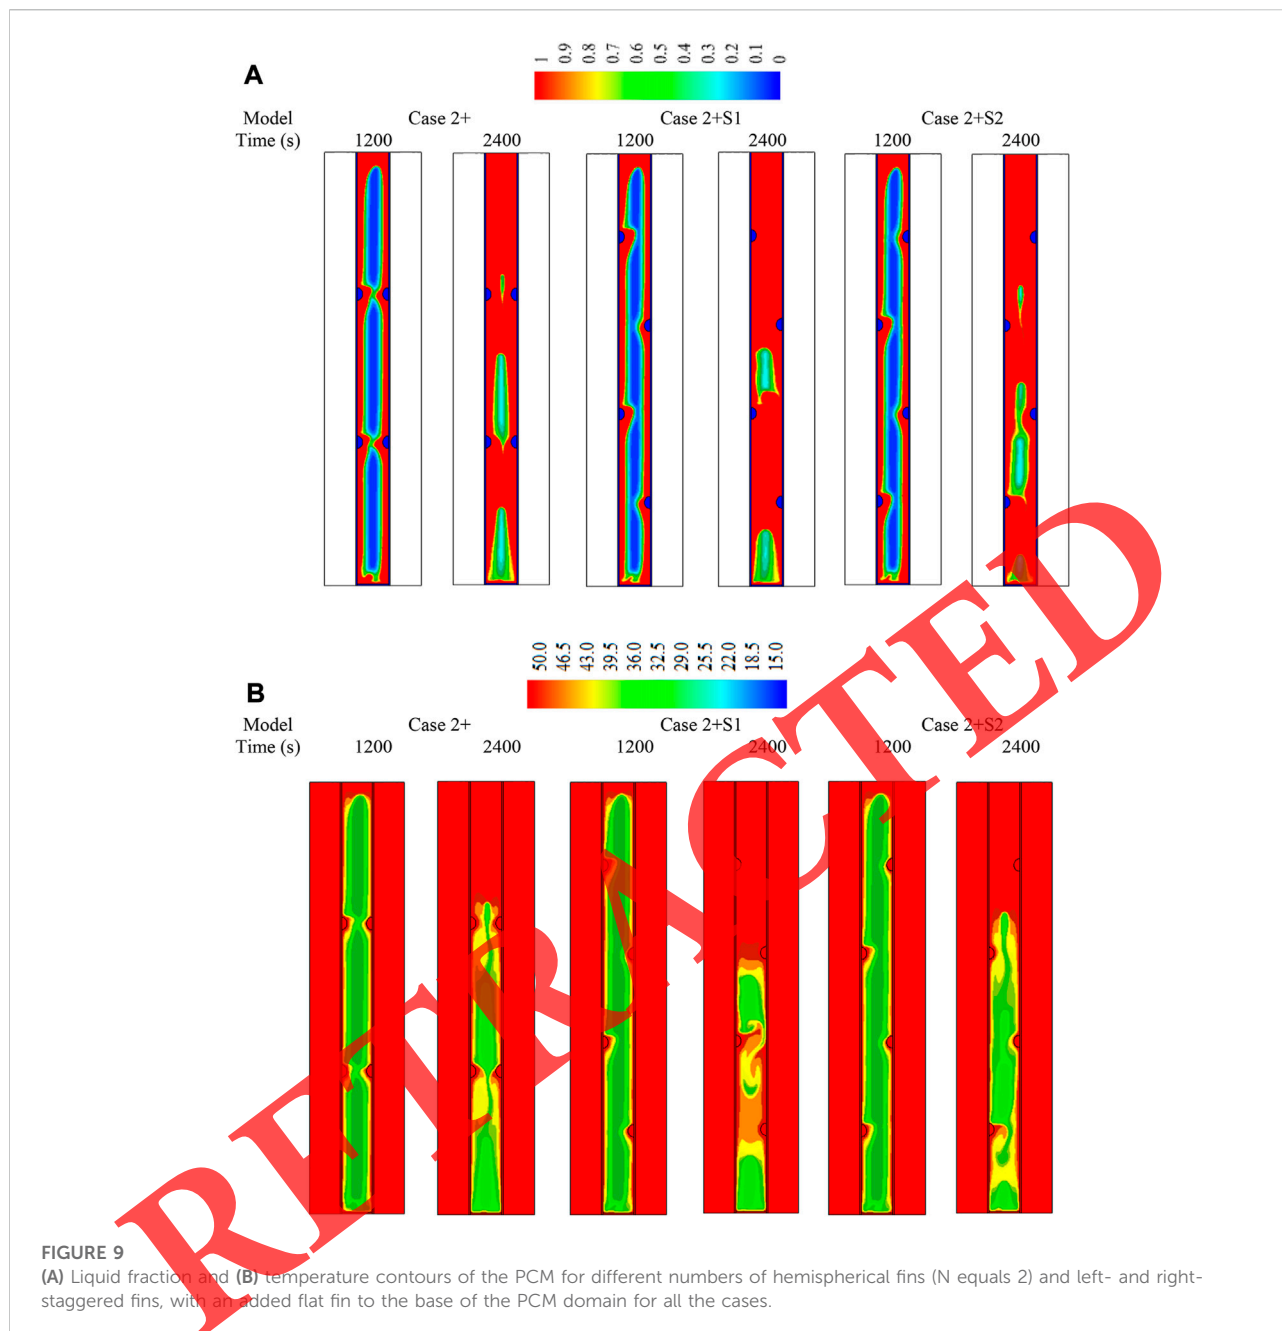 A
1 0.9 0.8 0.7 0.6 0.5 0.4 0.3 0.2 0.1 0
Model Case 2+ Case 2+S1 Case 2+S2
Time (s) 1200 2400 1200 2400 1200 2400
B
50.0 46.5 43.0 39.5 36.0 32.5 29.0 25.5 22.0 18.5 15.0
Model Case 2+ Case 2+S1 Case 2+S2
Time (s) 1200 2400 1200 2400 1200 2400
RETRACTED
FIGURE 9
(A) Liquid fraction and (B) temperature contours of the PCM for different numbers of hemispherical fins (N equals 2) and left- and right-
staggered fins, with an added flat fin to the base of the PCM domain for all the cases.